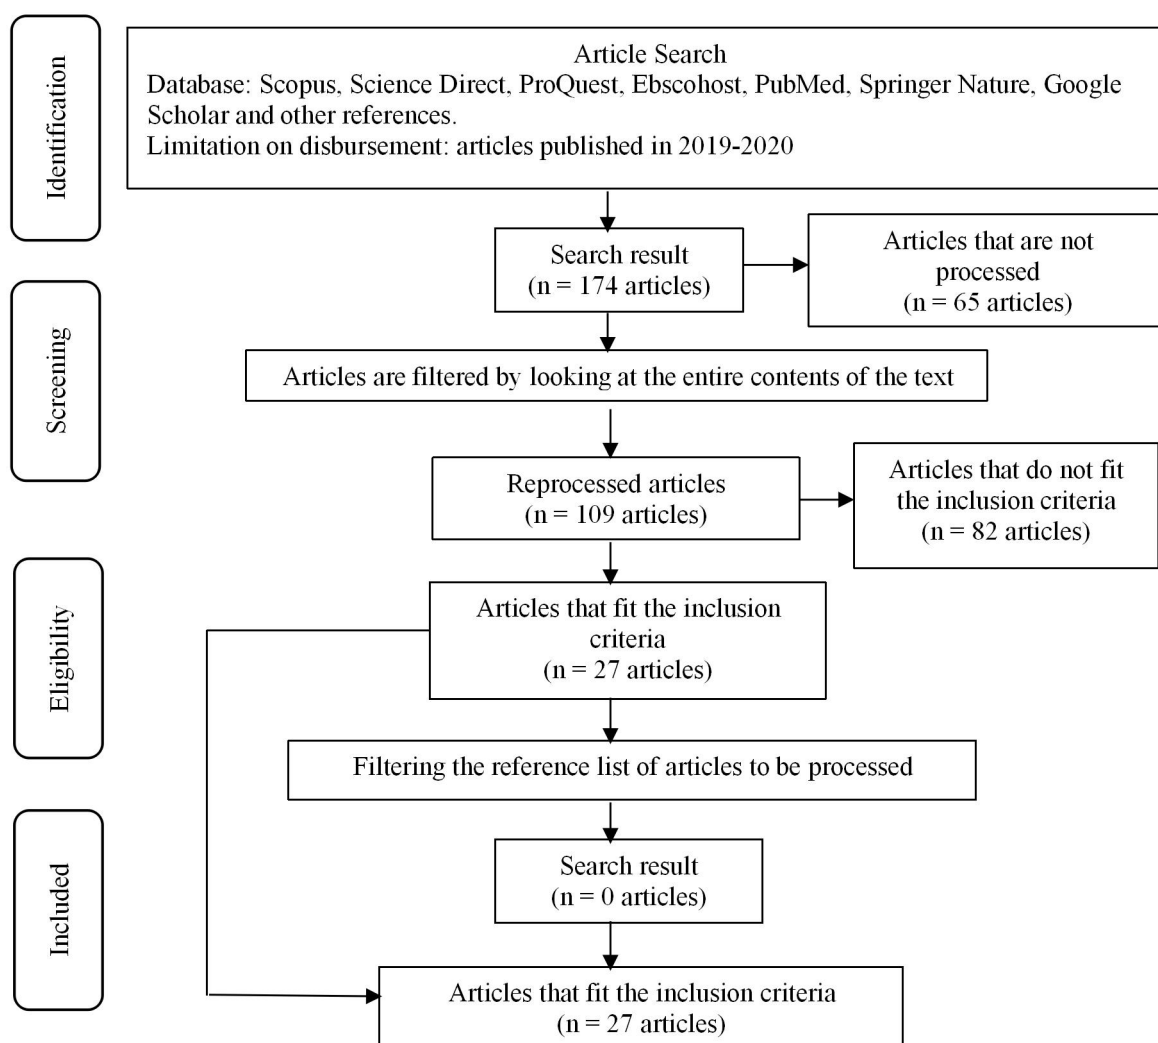 Identification
Article Search
Database: Scopus, Science Direct, ProQuest, Ebscohost, PubMed, Springer Nature, Google
Scholar and other references.
Limitation on disbursement: articles published in 2019-2020
Search result
(n = 174 articles)
Articles that are not
processed
(n = 65 articles)
Screening
Articles are filtered by looking at the entire contents of the text
Reprocessed articles
(n = 109 articles)
Articles that do not fit
the inclusion criteria
(n = 82 articles)
Eligibility
Articles that fit the inclusion
criteria
(n = 27 articles)
Filtering the reference list of articles to be processed
Included
Search result
(n = 0 articles)
Articles that fit the inclusion criteria
(n = 27 articles)